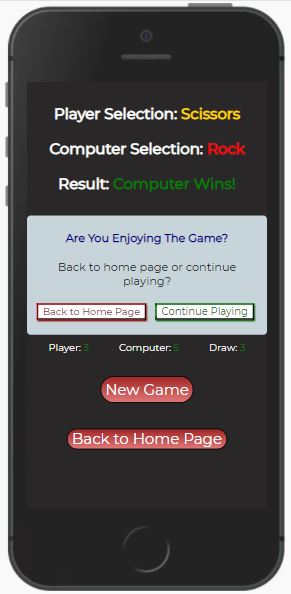 Player Selection: Scissors
Computer Selection: Rock
Result: Computer Wins!
Are You Enjoying The Game?
Back to home page or continue
playing?
Back to Home Page Continue Playing
Player: 3 Computer: 5 Draw: 3
New Game
Back to Home Page